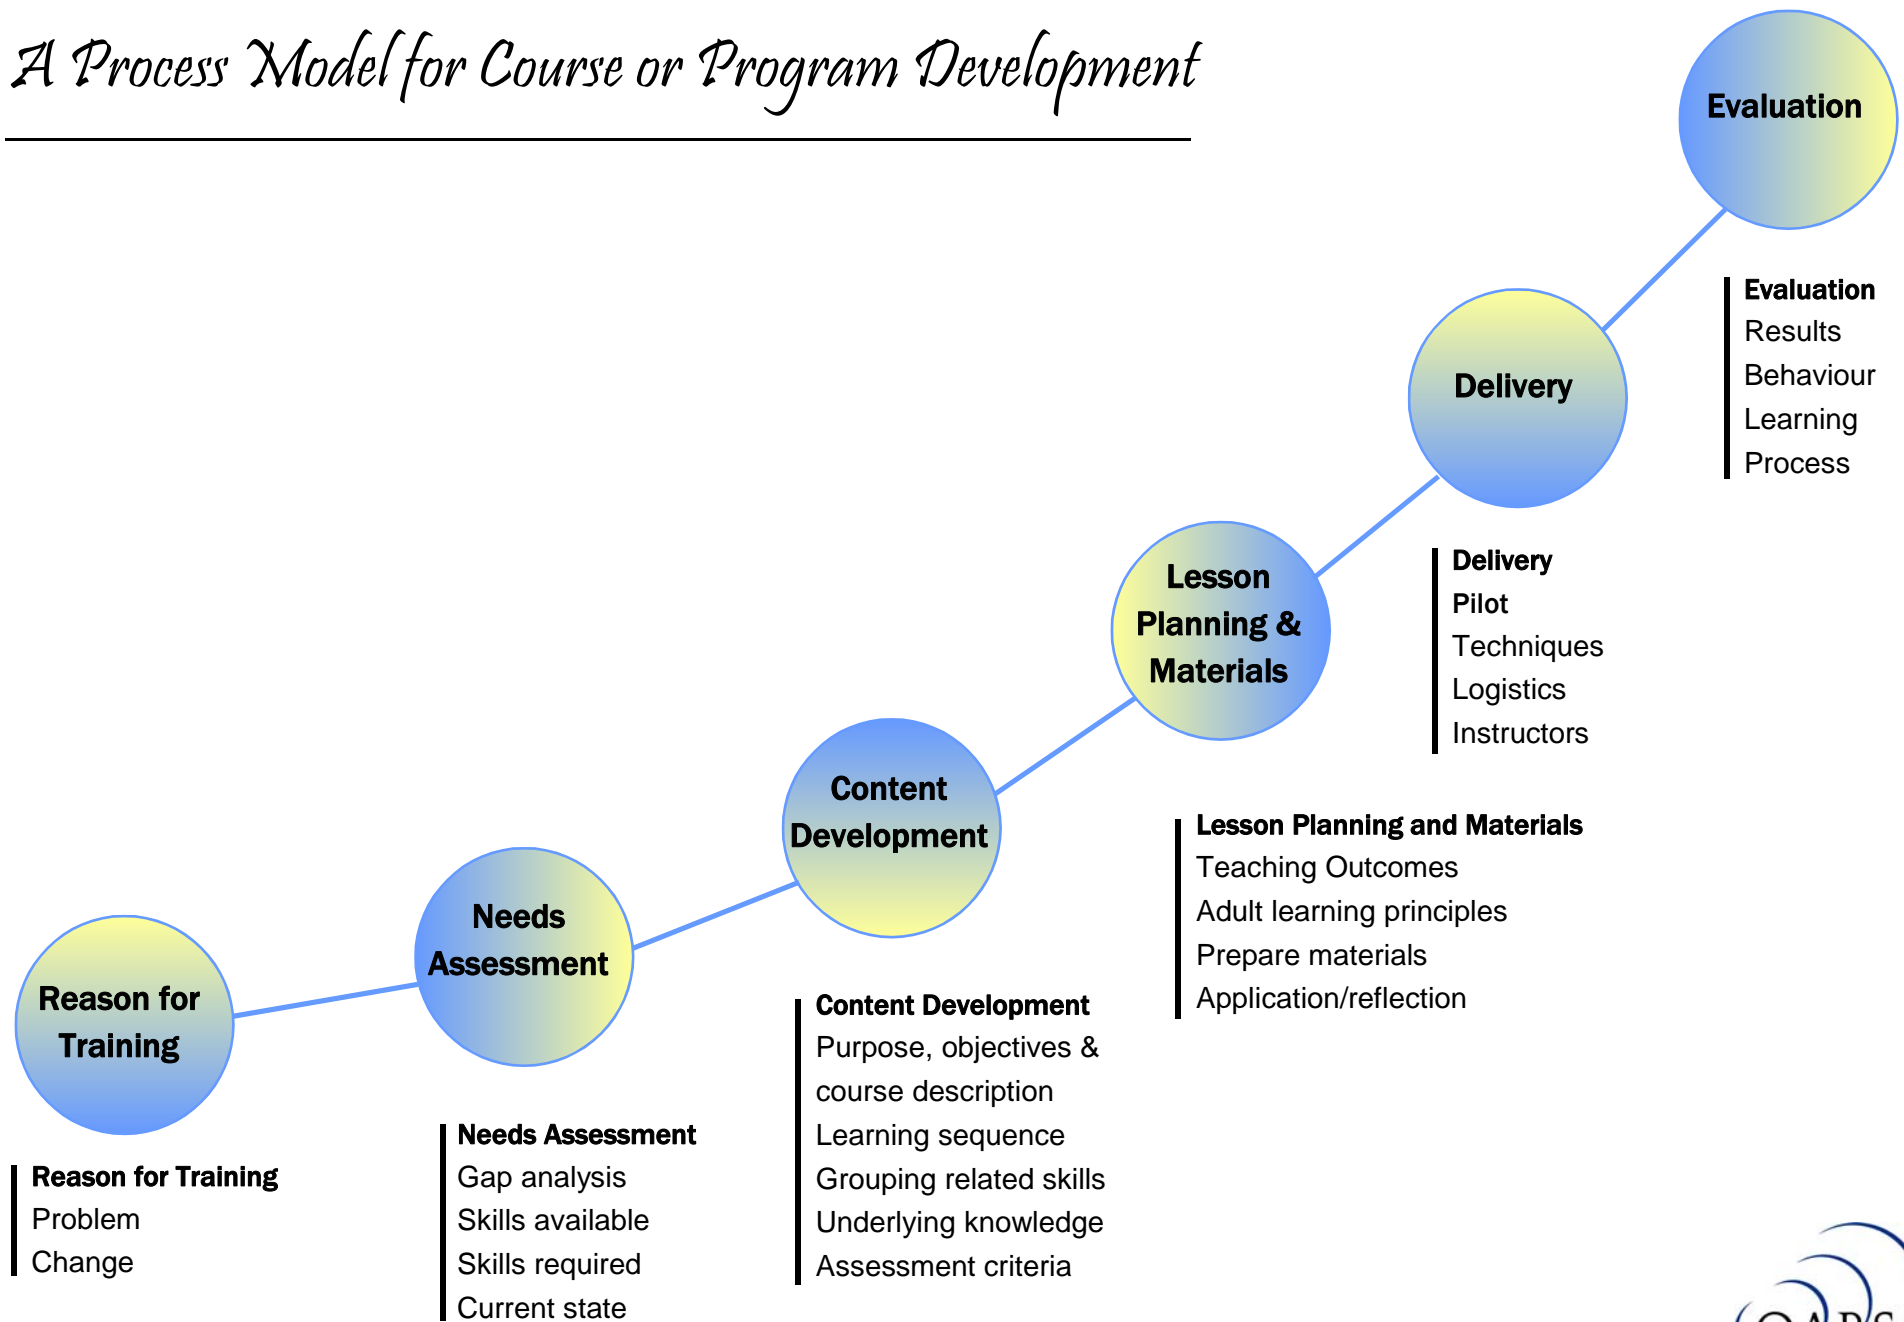 A Process Model for Course or Program Development
Evaluation
Evaluation
Results
Behaviour
Learning
Process
Delivery
Delivery
Pilot
Techniques
Logistics
Instructors
Lesson
Planning &
Materials
Lesson Planning and Materials
Teaching Outcomes
Adult learning principles
Prepare materials
Application/reflection
Content
Development
Content Development
Purpose, objectives &
course description
Learning sequence
Grouping related skills
Underlying knowledge
Assessment criteria
Needs
Assessment
Needs Assessment
Gap analysis
Skills available
Skills required
Current state
Reason for
Training
Reason for Training
Problem
Change